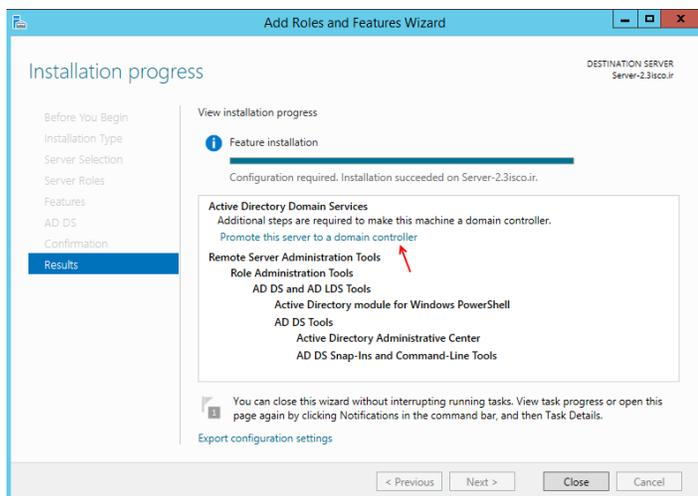 Add Roles and Features Wizard
Installation progress
DESTINATION SERVER
Server-2.3isco.ir
Before You Begin
Installation Type
Server Selection
Server Roles
Features
AD DS
Confirmation
Results
View installation progress
Feature installation
Configuration required. Installation succeeded on Server-2.3isco.ir.
Active Directory Domain Services
Additional steps are required to make this machine a domain controller.
Promote this server to a domain controller
Remote Server Administration Tools
Role Administration Tools
AD DS and AD LDS Tools
Active Directory module for Windows PowerShell
AD DS Tools
Active Directory Administrative Center
AD DS Snap-Ins and Command-Line Tools
1
You can close this wizard without interrupting running tasks. View task progress or open this
page again by clicking Notifications in the command bar, and then Task Details.
Export configuration settings
< Previous
Next >
Close
Cancel